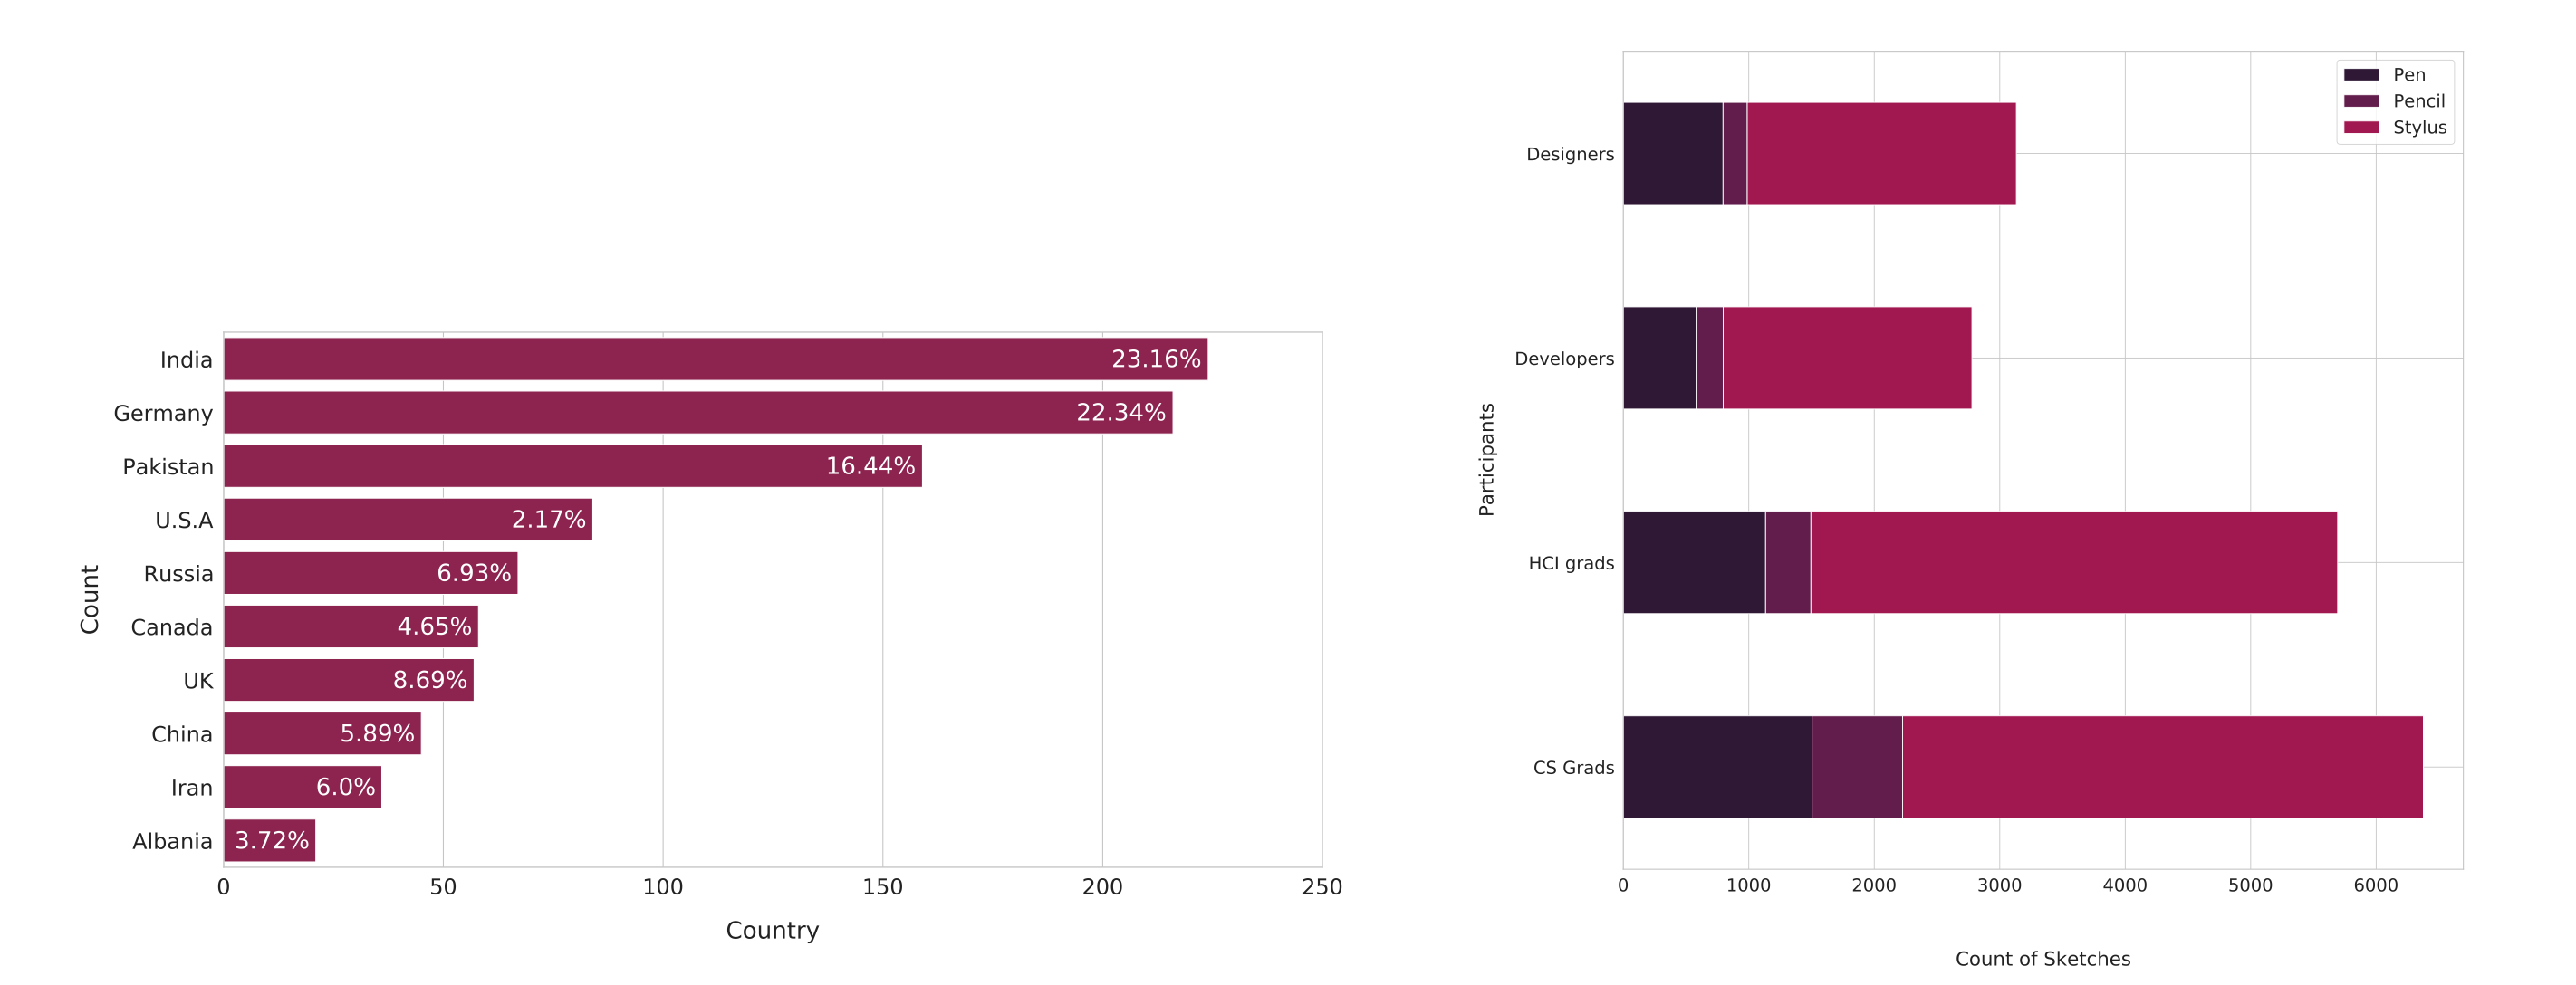 India 23.16%
Germany 22.34%
Pakistan 16.44%
U.S.A 2.17%
Russia 6.93%
Canada 4.65%
UK 8.69%
China 5.89%
Iran 6.0%
Albania 3.72%
Count
0 50 100 150 200 250
Country
Pen
Pencil
Stylus
Designers
Developers
HCI grads
CS Grads
Participants
0 1000 2000 3000 4000 5000 6000
Count of Sketches